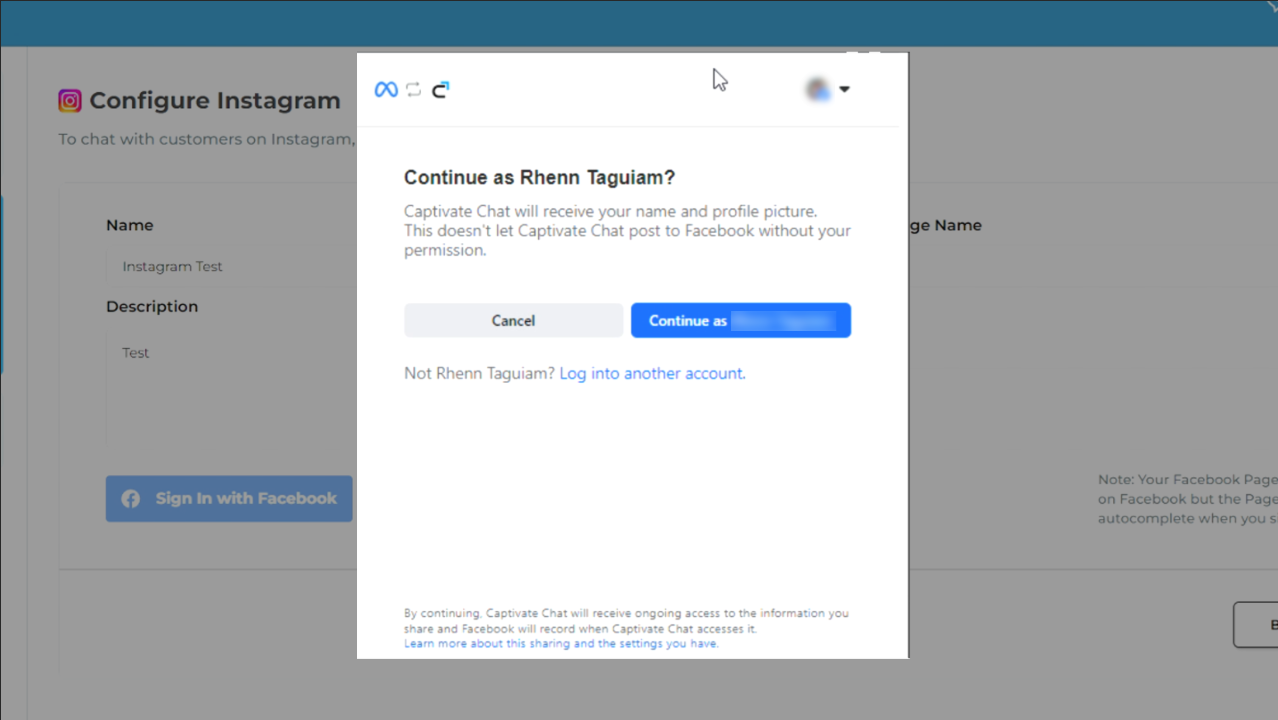 Configure Instagram
To chat with customers on Instagram,
Name
Instagram Test
Description
Test
Sign In with Facebook
Continue as Rhenn Taguiam?
Captivate Chat will receive your name and profile picture.
This doesn't let Captivate Chat post to Facebook without your
permission.
Cancel
Continue as
Not Rhenn Taguiam? Log into another account.
By continuing, Captivate Chat will receive ongoing access to the information you
share and Facebook will record when Captivate Chat accesses it.
Learn more about this sharing and the settings you have.
ge Name
Note: Your Facebook Page
on Facebook but the Page
autocomplete when you s
B